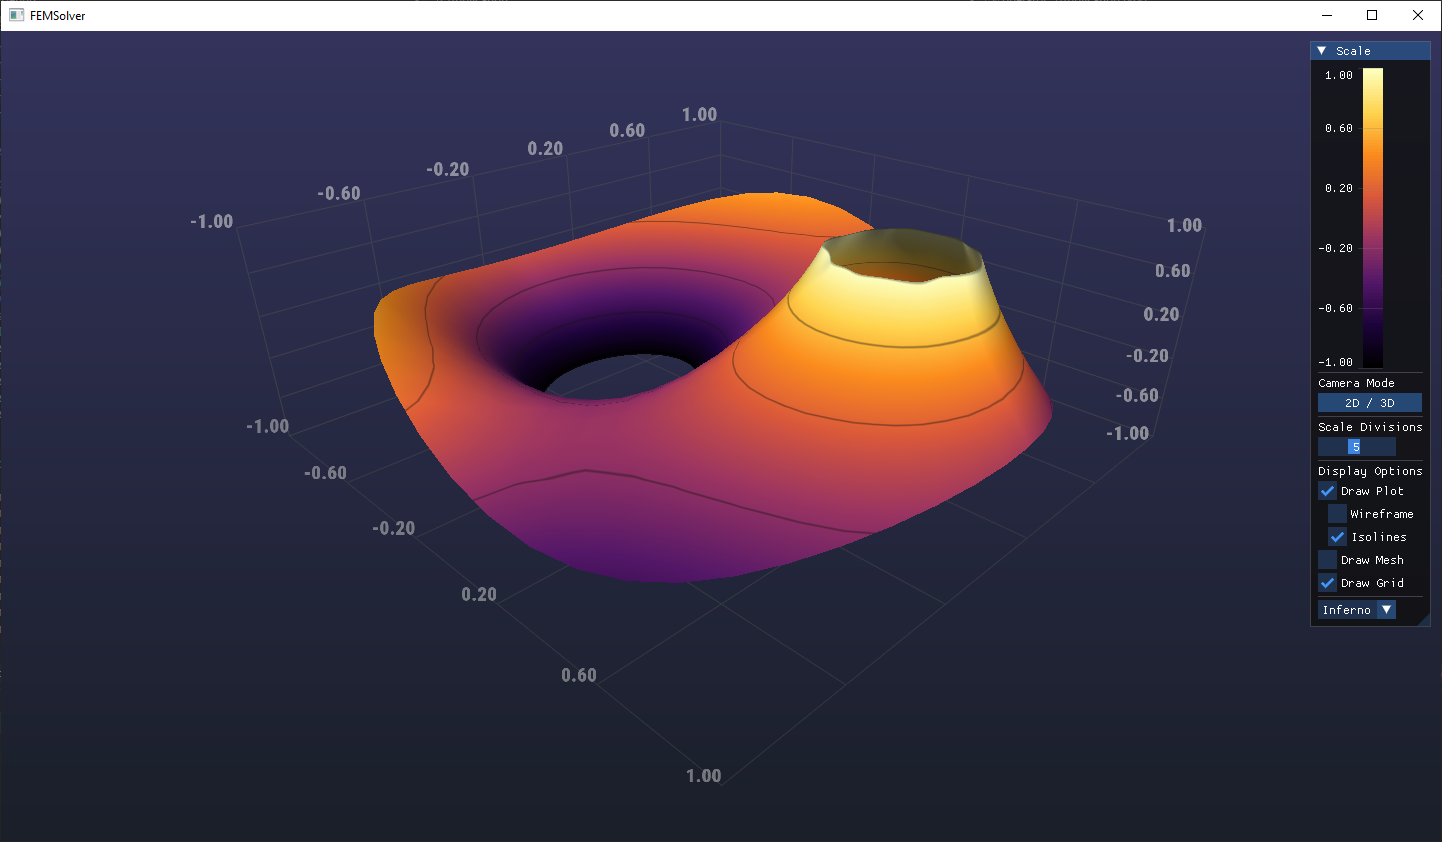 FEMSolver
Scale
1.00
0.60
0.20
-0.20
-0.60
-1.00
Camera Mode
2D / 3D
Scale Divisions
5
Display Options
Draw Plot
Wireframe
Isolines
Draw Mesh
Draw Grid
Inferno
1.00
0.60
0.20
-0.20
-0.60
-1.00
1.00
0.60
0.20
-0.20
-0.60
-1.00
-1.00
-0.60
-0.20
0.20
0.60
1.00